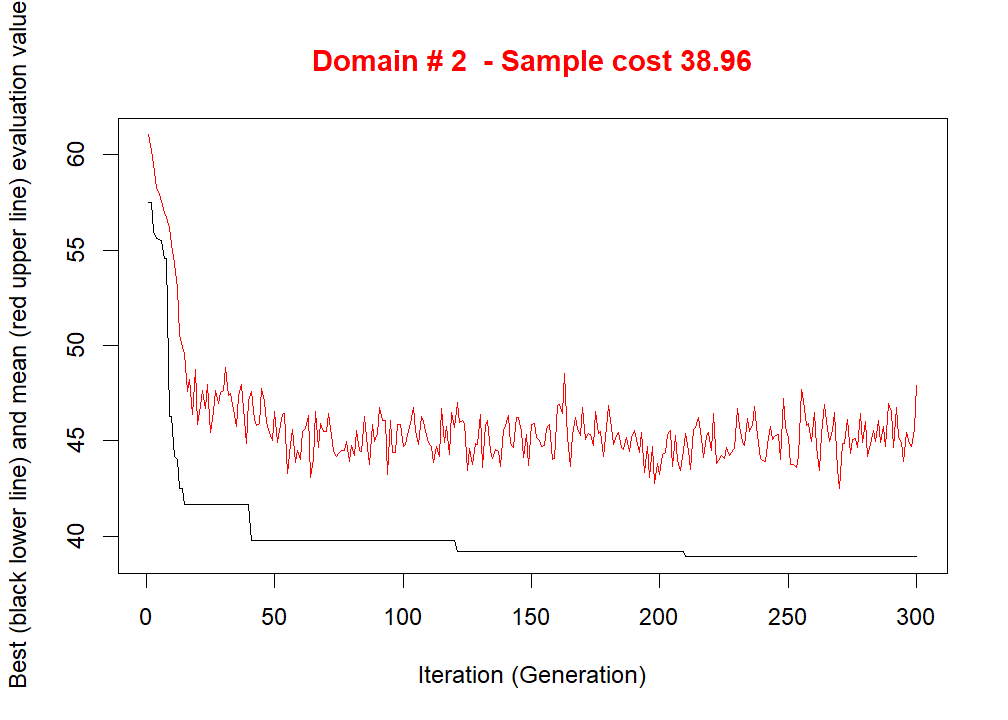 Domain # 2  - Sample cost 38.96
Best (black lower line) and mean (red upper line) evaluation value
60
55
50
45
40
0 50 100 150 200 250 300
Iteration (Generation)